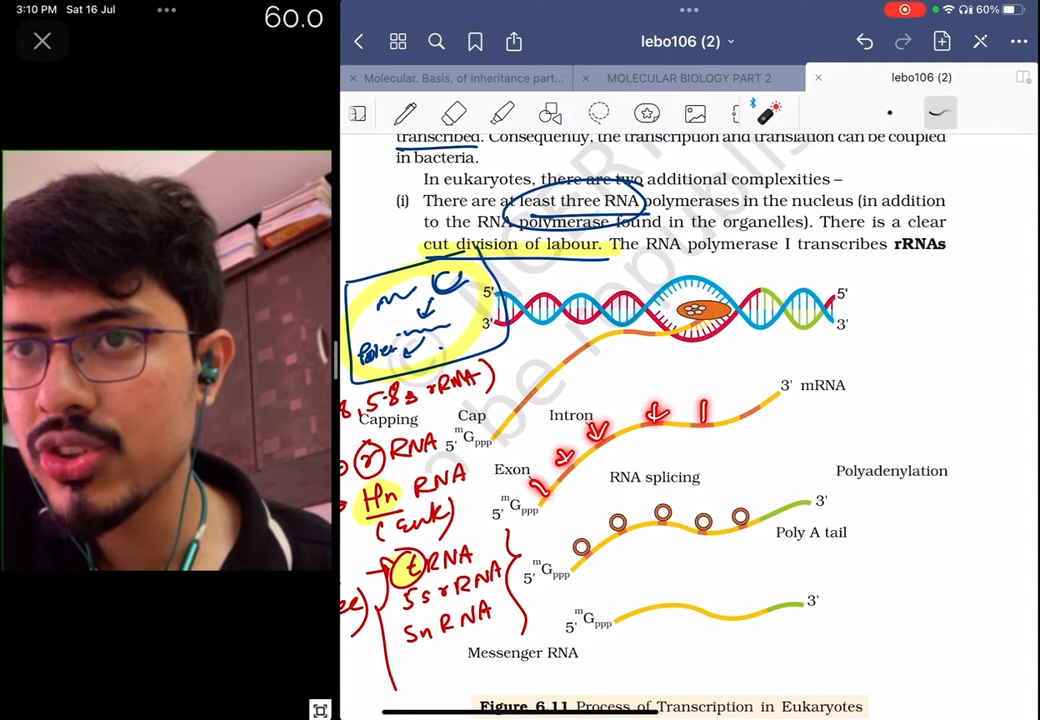 3:10 PM Sat 16 Jul
60.0
60%
lebo106 (2)
Molecular. Basis. of Inheritance part...
MOLECULAR BIOLOGY PART 2
lebo106 (2)
transcribed. Consequently, the transcription and translation can be coupled
in bacteria.
In eukaryotes, there are two additional complexities –
(i) There are at least three RNA polymerases in the nucleus (in addition
to the RNA polymerase found in the organelles). There is a clear
cut division of labour. The RNA polymerase I transcribes rRNAs
5' 5'
3' 3'
8, 5.8s rRNA)
Capping
Cap
Intron
3' mRNA
5' mGppp
r RNA
Exon
RNA splicing
Polyadenylation
Hn RNA
5' mGppp
3'
(Euk)
Poly A tail
tRNA
5' mGppp
5s rRNA
3'
SnRNA
5' mGppp
Messenger RNA
Figure 6.11 Process of Transcription in Eukaryotes